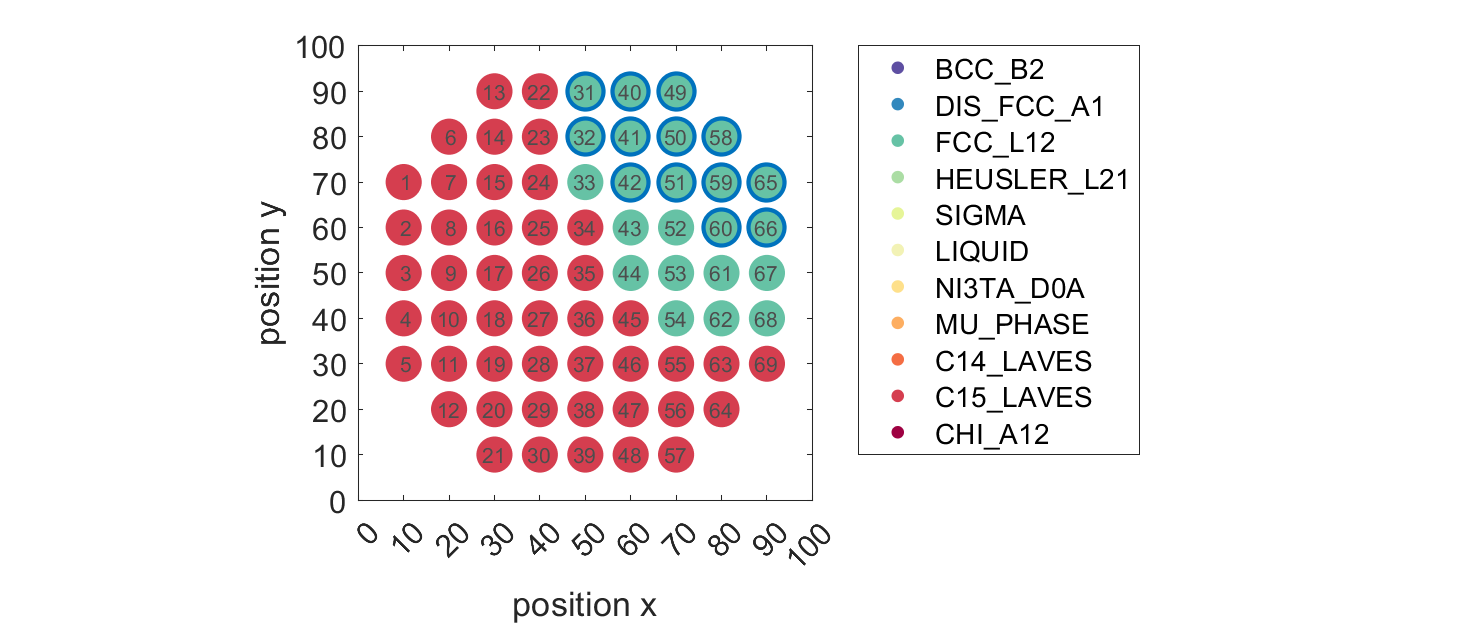 100
90
80
70
60
50
40
30
20
10
0
position y
13 22 31 40 49
6 14 23 32 41 50 58
1 7 15 24 33 42 51 59 65
2 8 16 25 34 43 52 60 66
3 9 17 26 35 44 53 61 67
4 10 18 27 36 45 54 62 68
5 11 19 28 37 46 55 63 69
12 20 29 38 47 56 64
21 30 39 48 57
0 10 20 30 40 50 60 70 80 90 100
position x
BCC_B2
DIS_FCC_A1
FCC_L12
HEUSLER_L21
SIGMA
LIQUID
NI3TA_D0A
MU_PHASE
C14_LAVES
C15_LAVES
CHI_A12